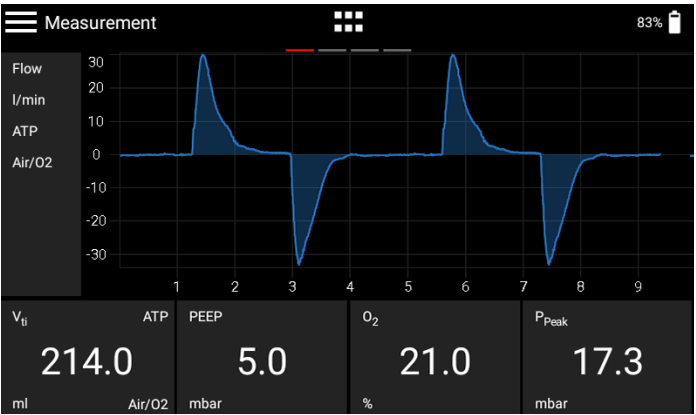 Measurement
83%
Flow
l/min
ATP
Air/O2
30
20
10
0
-10
-20
-30
1 2 3 4 5 6 7 8 9
Vti ATP
214.0
ml Air/O2
PEEP
5.0
mbar
O2
21.0
%
PPeak
17.3
mbar